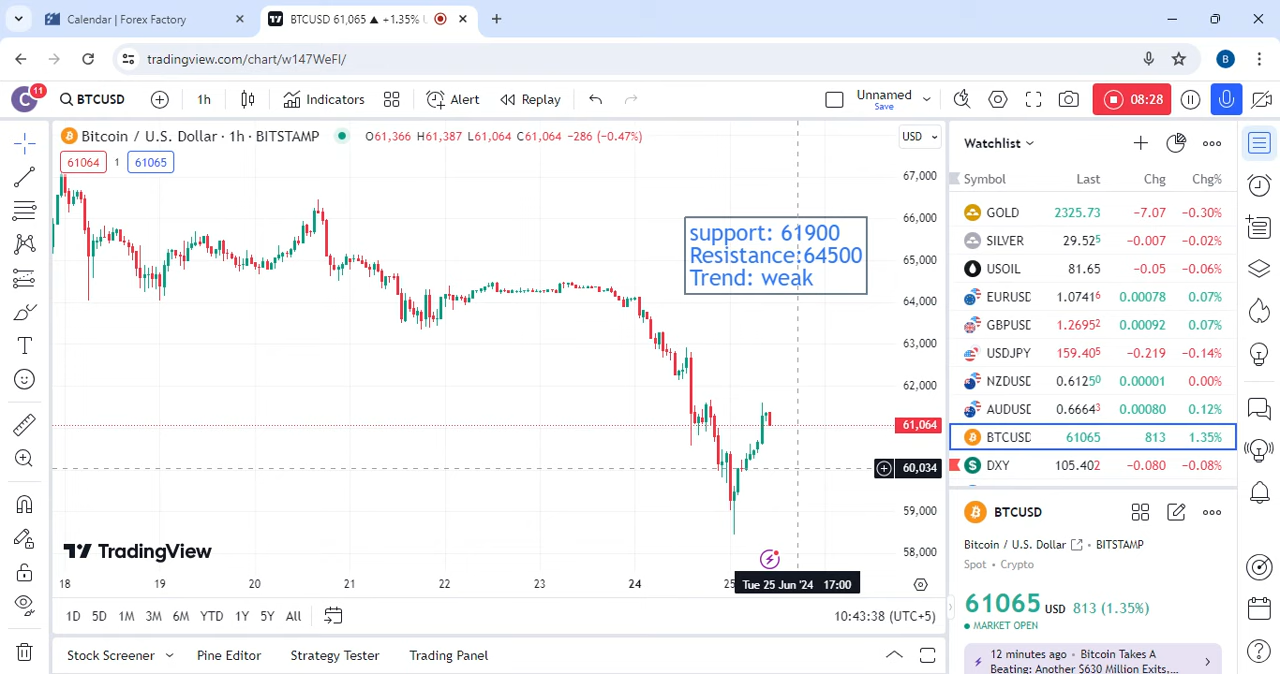 Calendar | Forex Factory
BTCUSD 61,065 ▲ +1.35% U
tradingview.com/chart/w147WeFI/
C 11
BTCUSD
1h
Indicators
Alert
Replay
Unnamed
Save
08:28
B
Bitcoin / U.S. Dollar · 1h · BITSTAMP
O61,366 H61,387 L61,064 C61,064 −286 (−0.47%)
USD
61064 1 61065
67,000
66,000
65,000
64,000
63,000
62,000
61,064
60,034
59,000
58,000
support: 61900
Resistance:64500
Trend: weak
TradingView
18 19 20 21 22 23 24 25
Tue 25 Jun '24 17:00
1D 5D 1M 3M 6M YTD 1Y 5Y All
10:43:38 (UTC+5)
Stock Screener Pine Editor Strategy Tester Trading Panel
Watchlist
Symbol Last Chg Chg%
GOLD 2325.73 −7.07 −0.30%
SILVER 29.525 −0.007 −0.02%
USOIL 81.65 −0.05 −0.06%
EURUSD 1.07416 0.00078 0.07%
GBPUSD 1.26952 0.00092 0.07%
USDJPY 159.405 −0.219 −0.14%
NZDUSD 0.61250 0.00001 0.00%
AUDUSD 0.66643 0.00080 0.12%
BTCUSD 61065 813 1.35%
DXY 105.402 −0.080 −0.08%
BTCUSD
Bitcoin / U.S. Dollar • BITSTAMP
Spot • Crypto
61065 USD 813 (1.35%)
MARKET OPEN
12 minutes ago • Bitcoin Takes A
Beating: Another $630 Million Exits,…